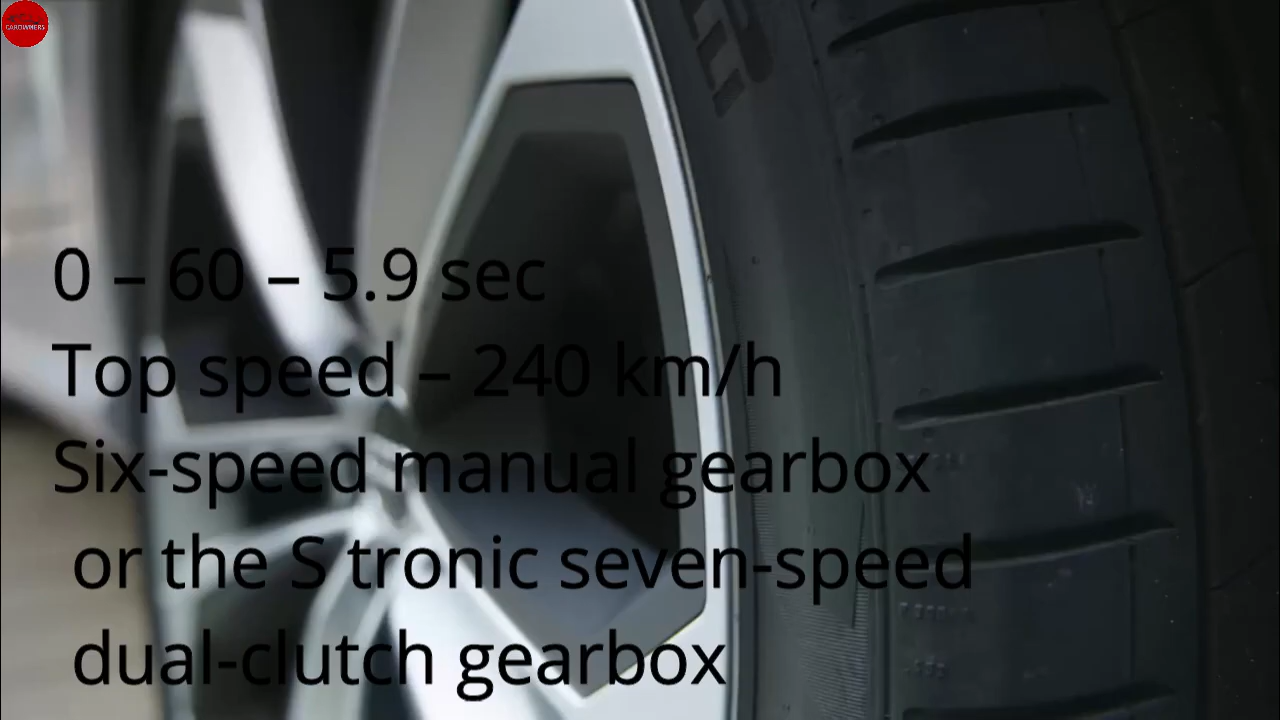 CAROWNERS
0 – 60 – 5.9 sec
Top speed – 240 km/h
Six-speed manual gearbox
or the S tronic seven-speed
dual-clutch gearbox